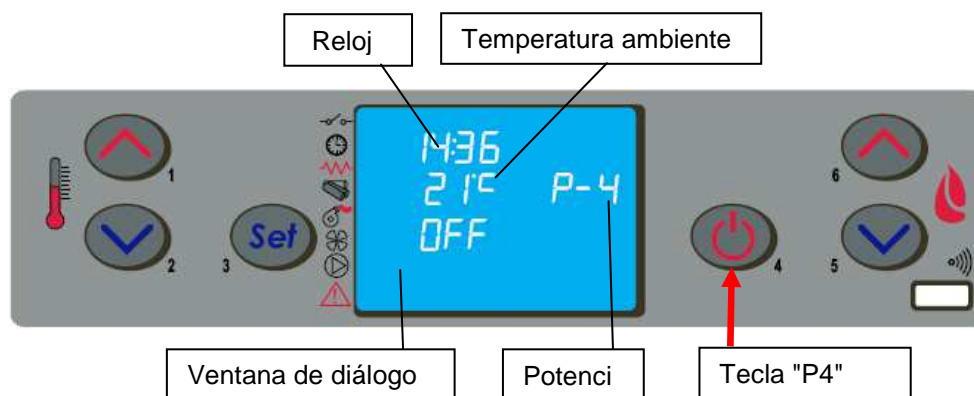 Reloj
Temperatura ambiente
14:36
21°C P-4
OFF
1
2
3
Set
4
5
6
Ventana de diálogo
Potenci
Tecla "P4"